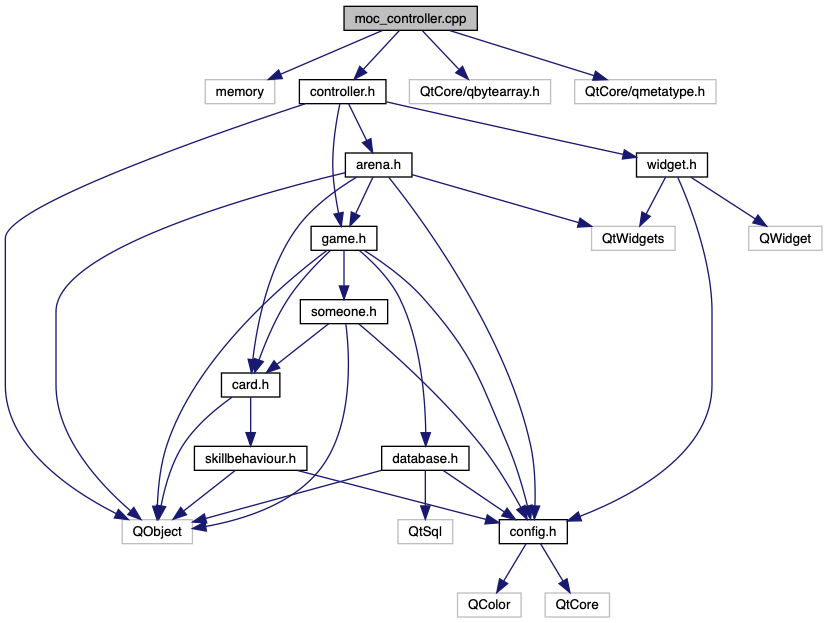 moc_controller.cpp
memory
controller.h
QtCore/qbytearray.h
QtCore/qmetatype.h
arena.h
widget.h
game.h
QtWidgets
QWidget
someone.h
card.h
skillbehaviour.h
database.h
QObject
QtSql
config.h
QColor
QtCore